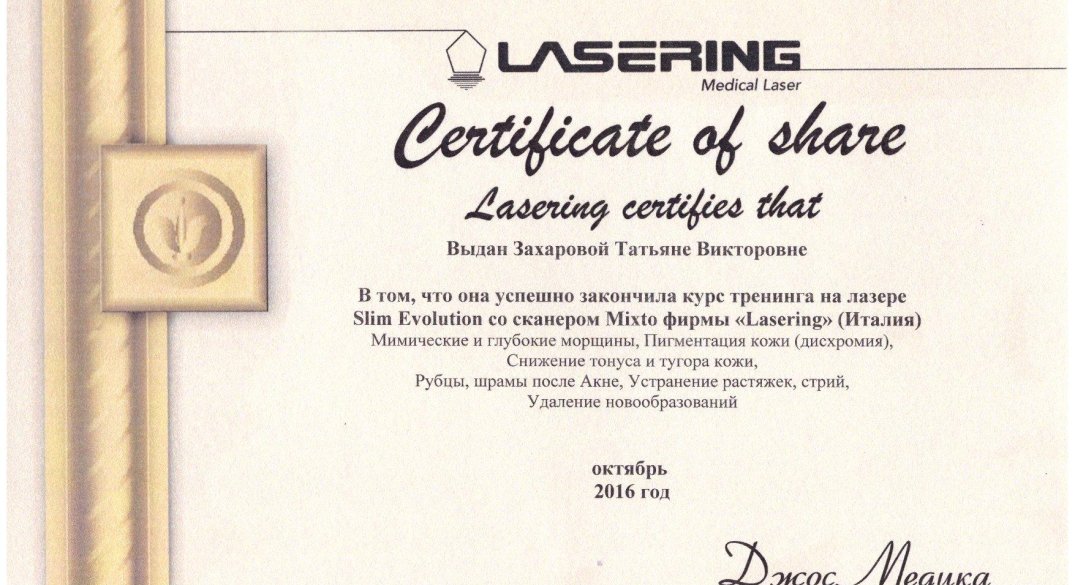 LASERING
Medical Laser
Certificate of share
Lasering certifies that
Выдан Захаровой Татьяне Викторовне
В том, что она успешно закончила курс тренинга на лазере
Slim Evolution со сканером Mixto фирмы «Lasering» (Италия)
Мимические и глубокие морщины, Пигментация кожи (дисхромия),
Снижение тонуса и тугора кожи,
Рубцы, шрамы после Акне, Устранение растяжек, стрий,
Удаление новообразований
октябрь
2016 год
Джос Медика